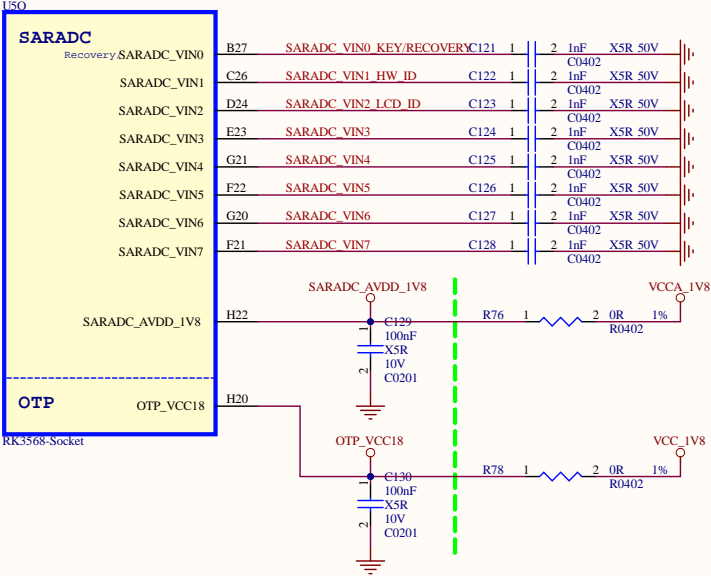 U5O
SARADC
Recovery/SARADC_VIN0 B27 SARADC_VIN0_KEY/RECOVERY C121 1 2 1nF X5R 50V
C0402
SARADC_VIN1 C26 SARADC_VIN1_HW_ID C122 1 2 1nF X5R 50V
C0402
SARADC_VIN2 D24 SARADC_VIN2_LCD_ID C123 1 2 1nF X5R 50V
C0402
SARADC_VIN3 E23 SARADC_VIN3 C124 1 2 1nF X5R 50V
C0402
SARADC_VIN4 G21 SARADC_VIN4 C125 1 2 1nF X5R 50V
C0402
SARADC_VIN5 F22 SARADC_VIN5 C126 1 2 1nF X5R 50V
C0402
SARADC_VIN6 G20 SARADC_VIN6 C127 1 2 1nF X5R 50V
C0402
SARADC_VIN7 F21 SARADC_VIN7 C128 1 2 1nF X5R 50V
C0402
SARADC_AVDD_1V8 VCCA_1V8
SARADC_AVDD_1V8 H22 R76 1 2 0R 1%
R0402
1 C129
100nF
X5R
10V
2 C0201
OTP OTP_VCC18 H20
RK3568-Socket
OTP_VCC18 VCC_1V8
R78 1 2 0R 1%
R0402
1 C130
100nF
X5R
10V
2 C0201